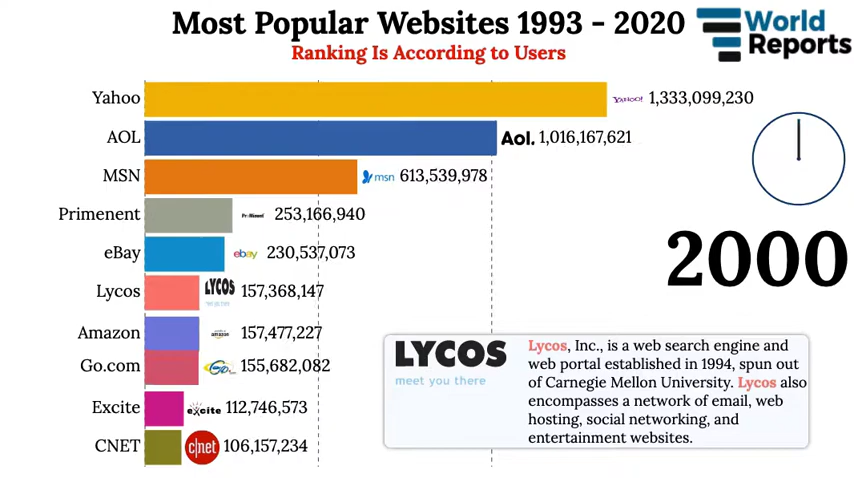 Most Popular Websites 1993 - 2020
Ranking Is According to Users
World
Reports
Yahoo YAHOO! 1,333,099,230
AOL Aol. 1,016,167,621
MSN msn 613,539,978
Primenent 253,166,940
eBay ebay 230,537,073
Lycos LYCOS 157,368,147
Amazon amazon 157,477,227
Go.com 155,682,082
Excite excite 112,746,573
CNET c|net 106,157,234
2000
LYCOS
meet you there
Lycos, Inc., is a web search engine and
web portal established in 1994, spun out
of Carnegie Mellon University. Lycos also
encompasses a network of email, web
hosting, social networking, and
entertainment websites.